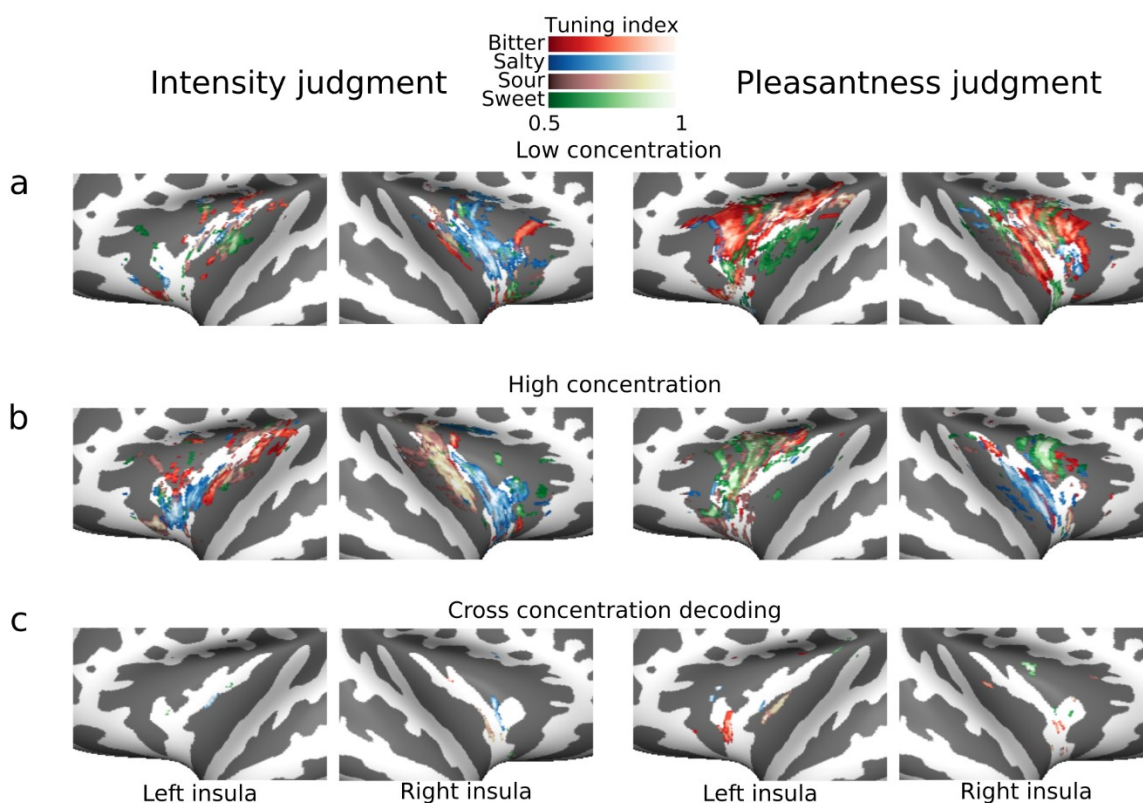 Tuning index
Bitter
Salty
Sour
Sweet
0.5 1
Intensity judgment
Pleasantness judgment
Low concentration
a
High concentration
b
Cross concentration decoding
c
Left insula
Right insula
Left insula
Right insula